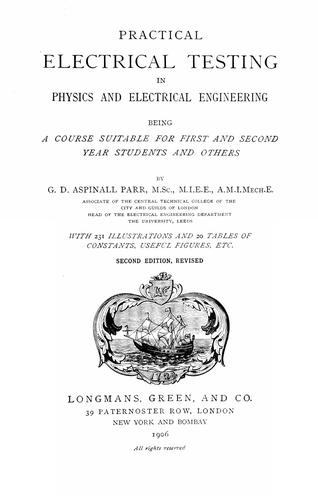 PRACTICAL
ELECTRICAL TESTING
IN
PHYSICS AND ELECTRICAL ENGINEERING
BEING
A COURSE SUITABLE FOR FIRST AND SECOND
YEAR STUDENTS AND OTHERS
BY
G. D. ASPINALL PARR, M.Sc., M.I.E.E., A.M.I.Mech.E.
ASSOCIATE OF THE CENTRAL TECHNICAL COLLEGE OF THE
CITY AND GUILDS OF LONDON
HEAD OF THE ELECTRICAL ENGINEERING DEPARTMENT
THE UNIVERSITY, LEEDS
WITH 231 ILLUSTRATIONS AND 20 TABLES OF
CONSTANTS, USEFUL FIGURES, ETC.
SECOND EDITION, REVISED
LONGMANS, GREEN, AND CO.
39 PATERNOSTER ROW, LONDON
NEW YORK AND BOMBAY
1906
All rights reserved